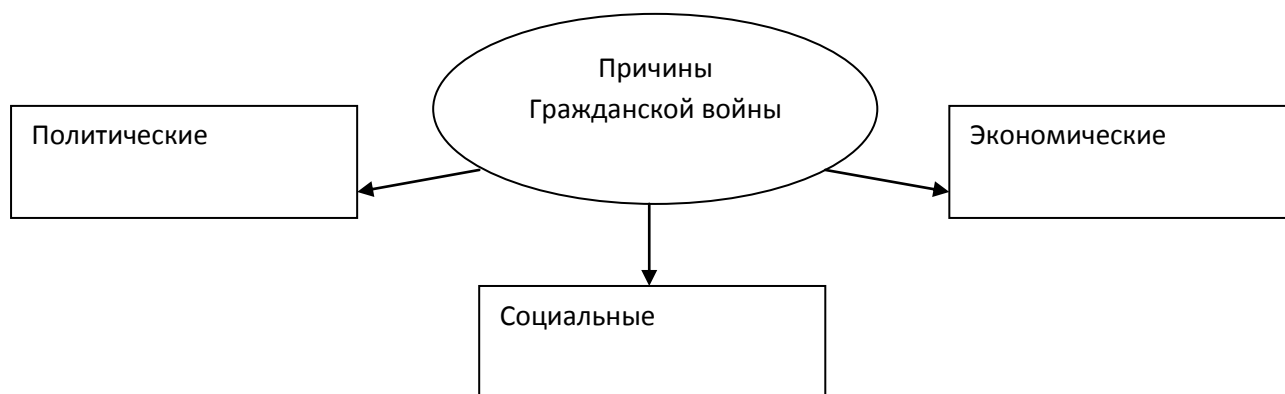 Причины
Гражданской войны
Политические
Экономические
Социальные